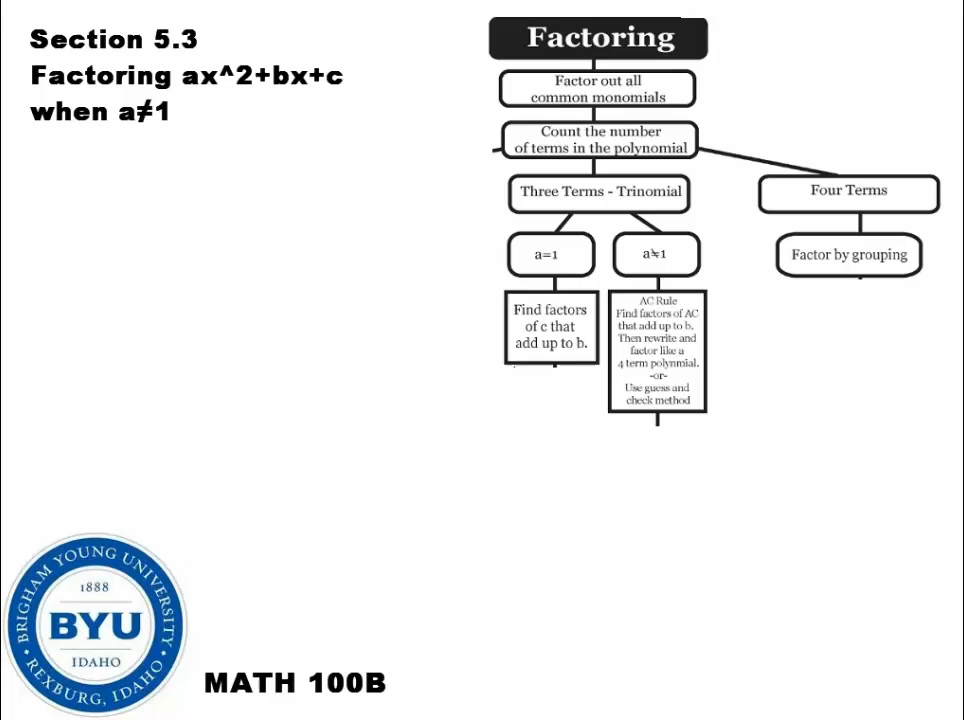 Section 5.3
Factoring ax^2+bx+c
when a≠1
Factoring
Factor out all
common monomials
Count the number
of terms in the polynomial
Three Terms - Trinomial
Four Terms
a=1
a≠1
Factor by grouping
Find factors
of c that
add up to b.
AC Rule
Find factors of AC
that add up to b.
Then rewrite and
factor like a
4 term polynmial.
-or-
Use guess and
check method
BRIGHAM YOUNG UNIVERSITY
1888
BYU
IDAHO
• REXBURG, IDAHO •
MATH 100B